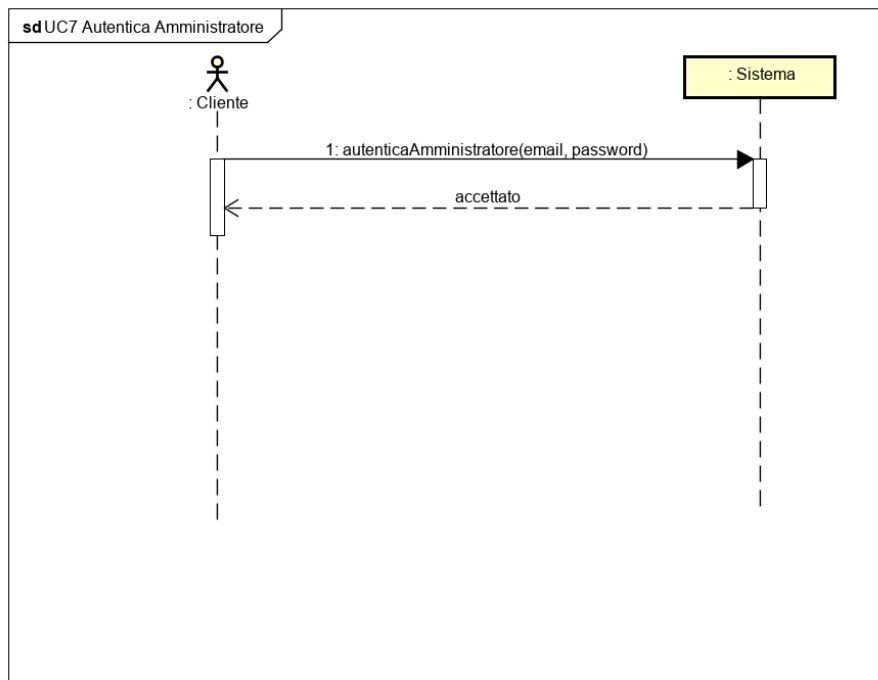 sd UC7 Autentica Amministratore
: Cliente
: Sistema
1: autenticaAmministratore(email, password)
accettato